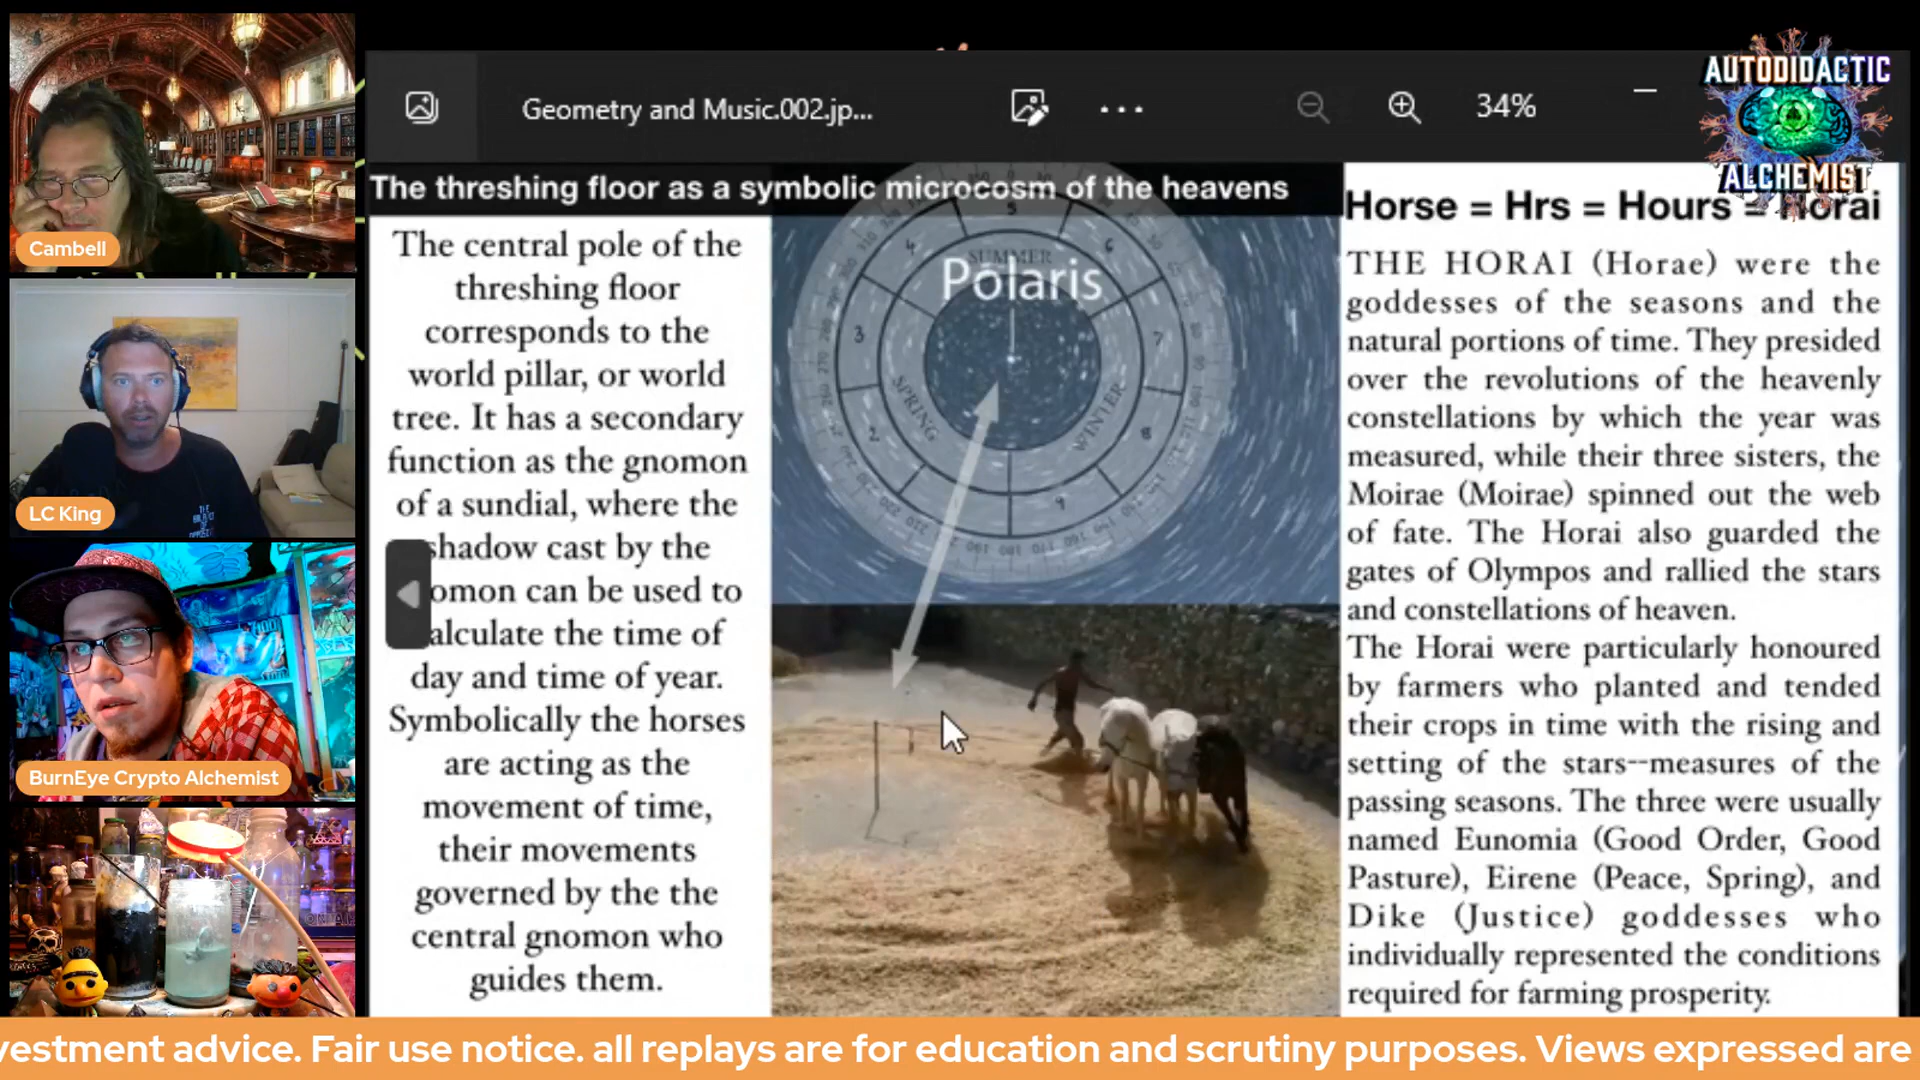 Geometry and Music.002.jp...
34%
AUTODIDACTIC
ALCHEMIST
The threshing floor as a symbolic microcosm of the heavens
The central pole of the
threshing floor
corresponds to the
world pillar, or world
tree. It has a secondary
function as the gnomon
of a sundial, where the
shadow cast by the
omon can be used to
alculate the time of
day and time of year.
Symbolically the horses
are acting as the
movement of time,
their movements
governed by the the
central gnomon who
guides them.
SUMMER
Polaris
SPRING
WINTER
4
5
6
3
7
2
8
9
Horse = Hrs = Hours = Horai
THE HORAI (Horae) were the
goddesses of the seasons and the
natural portions of time. They presided
over the revolutions of the heavenly
constellations by which the year was
measured, while their three sisters, the
Moirae (Moirae) spinned out the web
of fate. The Horai also guarded the
gates of Olympos and rallied the stars
and constellations of heaven.
The Horai were particularly honoured
by farmers who planted and tended
their crops in time with the rising and
setting of the stars--measures of the
passing seasons. The three were usually
named Eunomia (Good Order, Good
Pasture), Eirene (Peace, Spring), and
Dike (Justice) goddesses who
individually represented the conditions
required for farming prosperity.
Cambell
LC King
BurnEye Crypto Alchemist
vestment advice. Fair use notice. all replays are for education and scrutiny purposes. Views expressed are